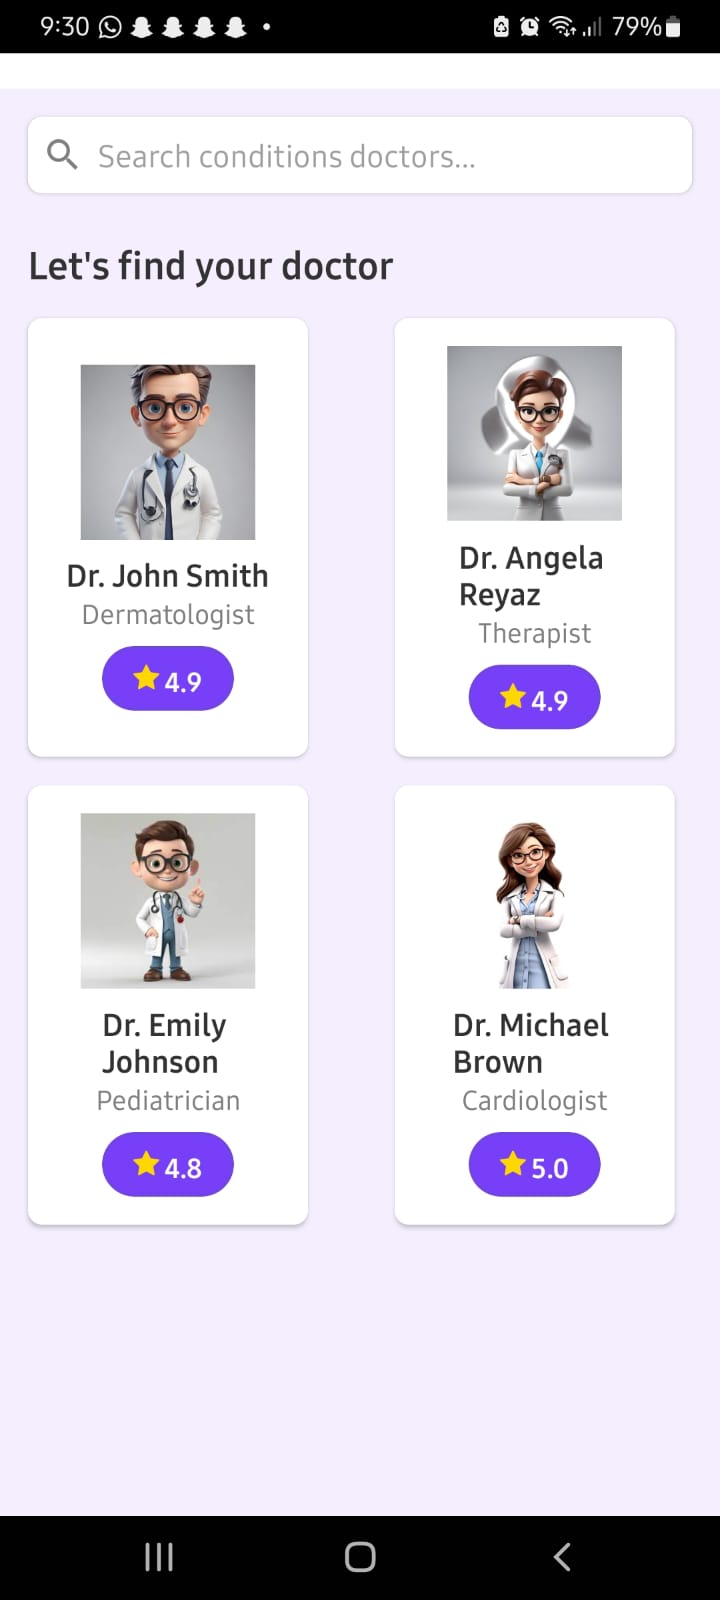 9:30 79%
Search conditions doctors...
Let's find your doctor
Dr. John Smith
Dermatologist
4.9
Dr. Angela
Reyaz
Therapist
4.9
Dr. Emily
Johnson
Pediatrician
4.8
Dr. Michael
Brown
Cardiologist
5.0